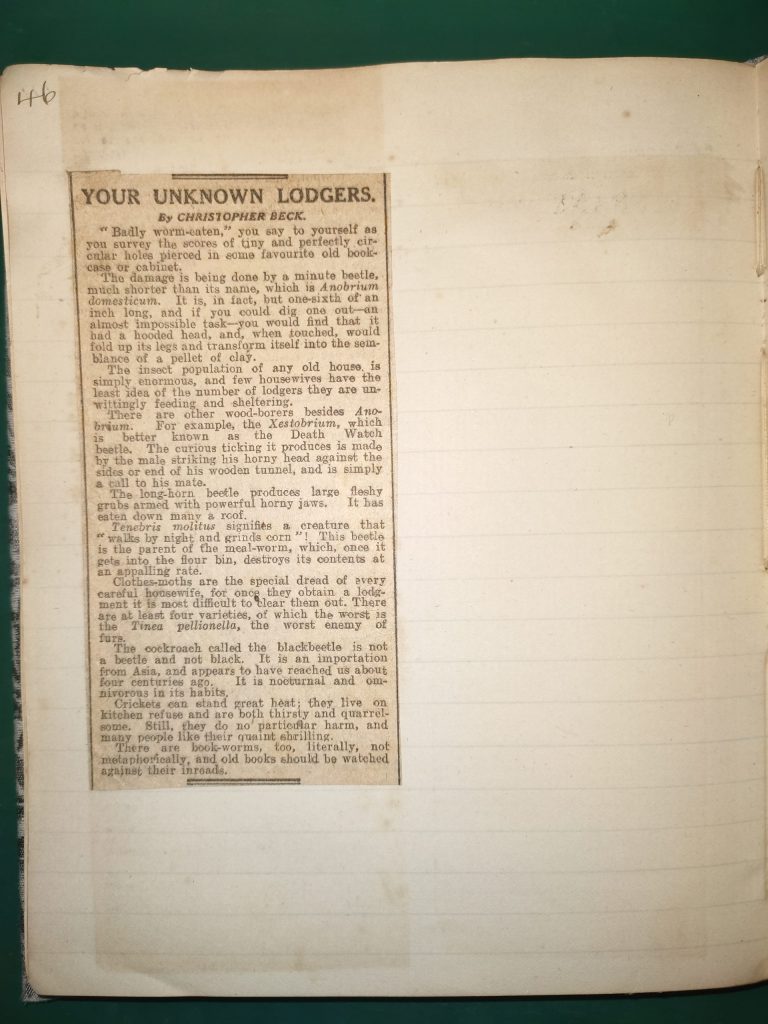 46
YOUR UNKNOWN LODGERS.
By CHRISTOPHER BECK.
"Badly worm-eaten," you say to yourself as
you survey the scores of tiny and perfectly cir-
cular holes pierced in some favourite old book-
case or cabinet.
The damage is being done by a minute beetle,
much shorter than its name, which is Anobrium
domesticum. It is, in fact, but one-sixth of an
inch long, and if you could dig one out—an
almost impossible task—you would find that it
had a hooded head, and, when touched, would
fold up its legs and transform itself into the sem-
blance of a pellet of clay.
The insect population of any old house is
simply enormous, and few housewives have the
least idea of the number of lodgers they are un-
wittingly feeding and sheltering.
There are other wood-borers besides Ano-
brium. For example, the Xestobrium, which
is better known as the Death Watch
beetle. The curious ticking it produces is made
by the male striking his horny head against the
sides or end of his wooden tunnel, and is simply
a call to his mate.
The long-horn beetle produces large fleshy
grubs armed with powerful horny jaws. It has
eaten down many a roof.
Tenebris molitus signifies a creature that
"walks by night and grinds corn"! This beetle
is the parent of the meal-worm, which, once it
gets into the flour bin, destroys its contents at
an appalling rate.
Clothes-moths are the special dread of every
careful housewife, for once they obtain a lodg-
ment it is most difficult to clear them out. There
are at least four varieties, of which the worst is
the Tinea pellionella, the worst enemy of
furs.
The cockroach called the blackbeetle is not
a beetle and not black. It is an importation
from Asia, and appears to have reached us about
four centuries ago. It is nocturnal and om-
nivorous in its habits.
Crickets can stand great heat; they live on
kitchen refuse and are both thirsty and quarrel-
some. Still, they do no particular harm, and
many people like their quaint shrilling.
There are book-worms, too, literally, not
metaphorically, and old books should be watched
against their inroads.